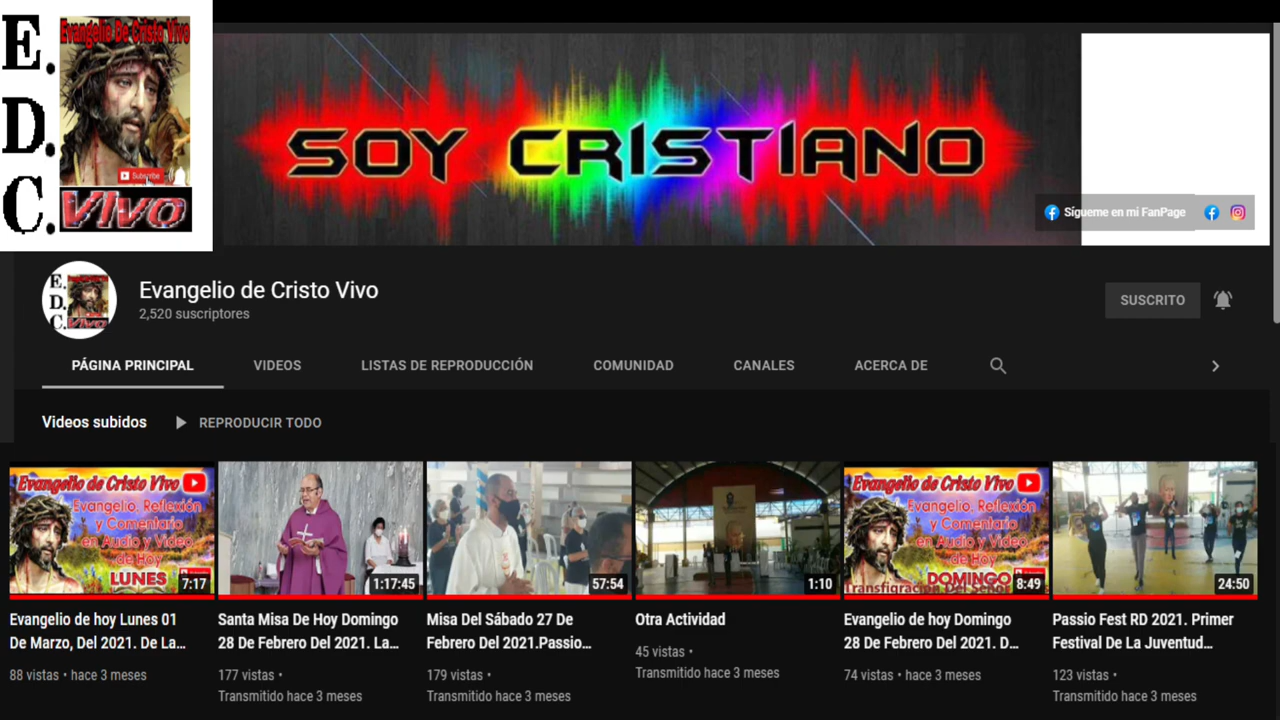 E.
D.
C.
Evangelio De Cristo Vivo
Subscribe
Vivo
SOY CRISTIANO
Sígueme en mi FanPage
E.
D.
C.
Vivo
Evangelio de Cristo Vivo
2,520 suscriptores
SUSCRITO
PÁGINA PRINCIPAL
VIDEOS
LISTAS DE REPRODUCCIÓN
COMUNIDAD
CANALES
ACERCA DE
Videos subidos
REPRODUCIR TODO
Evangelio de Cristo Vivo
Evangelio, Reflexión
y Comentario
en Audio y Video
de Hoy
LUNES
7:17
1:17:45
57:54
1:10
Evangelio de Cristo Vivo
Evangelio, Reflexión
y Comentario
en Audio y Video
de Hoy
DOMINGO
Transfigración Del Señor
8:49
24:50
Evangelio de hoy Lunes 01
De Marzo, Del 2021. De La...
88 vistas • hace 3 meses
Santa Misa De Hoy Domingo
28 De Febrero Del 2021. La...
177 vistas •
Transmitido hace 3 meses
Misa Del Sábado 27 De
Febrero Del 2021.Passio...
179 vistas •
Transmitido hace 3 meses
Otra Actividad
45 vistas •
Transmitido hace 3 meses
Evangelio de hoy Domingo
28 De Febrero Del 2021. D...
74 vistas • hace 3 meses
Passio Fest RD 2021. Primer
Festival De La Juventud...
123 vistas •
Transmitido hace 3 meses